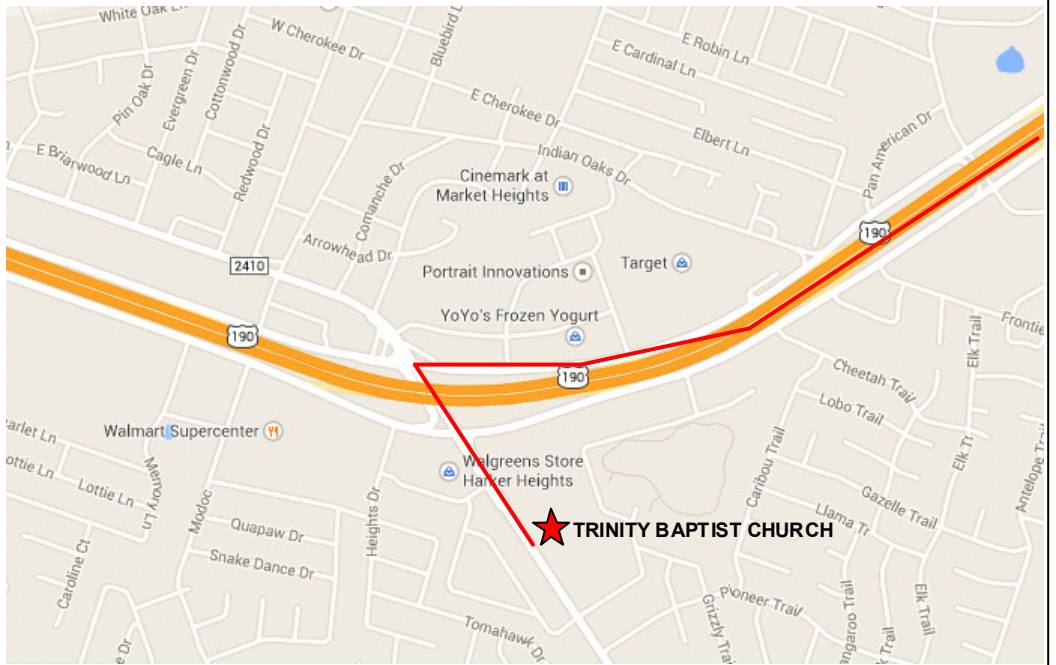 White Oak Ln
W Cherokee Dr
Bluebird L
E Robin Ln
E Cardinal Ln
Pin Oak Dr
Evergreen Dr
Cottonwood Dr
E Cherokee Dr
Elbert Ln
Pan American Dr
Redwood Dr
Cagle Ln
E Briarwood Ln
Indian Oaks Dr
Comanche Dr
Cinemark at
Market Heights
Arrowhead Dr
190
2410
Portrait Innovations
Target
YoYo's Frozen Yogurt
190
190
Frontie
Elk Trail
Cheetah Trail
Lobo Trail
Walmart Supercenter
arlet Ln
ottie Ln
Lottie Ln
Memory Ln
Modoc
Heights Dr
Walgreens Store
Harker Heights
Caribou Trail
Elk Tr
Antelope Trai
Gazelle Trail
Llama Tr
Quapaw Dr
Snake Dance Dr
Caroline Ct
TRINITY BAPTIST CHURCH
Pioneer Trail
Grizzly Trai
angaroo Trail
Elk Trail
k Trail
Tomahawk Dr
e Dr